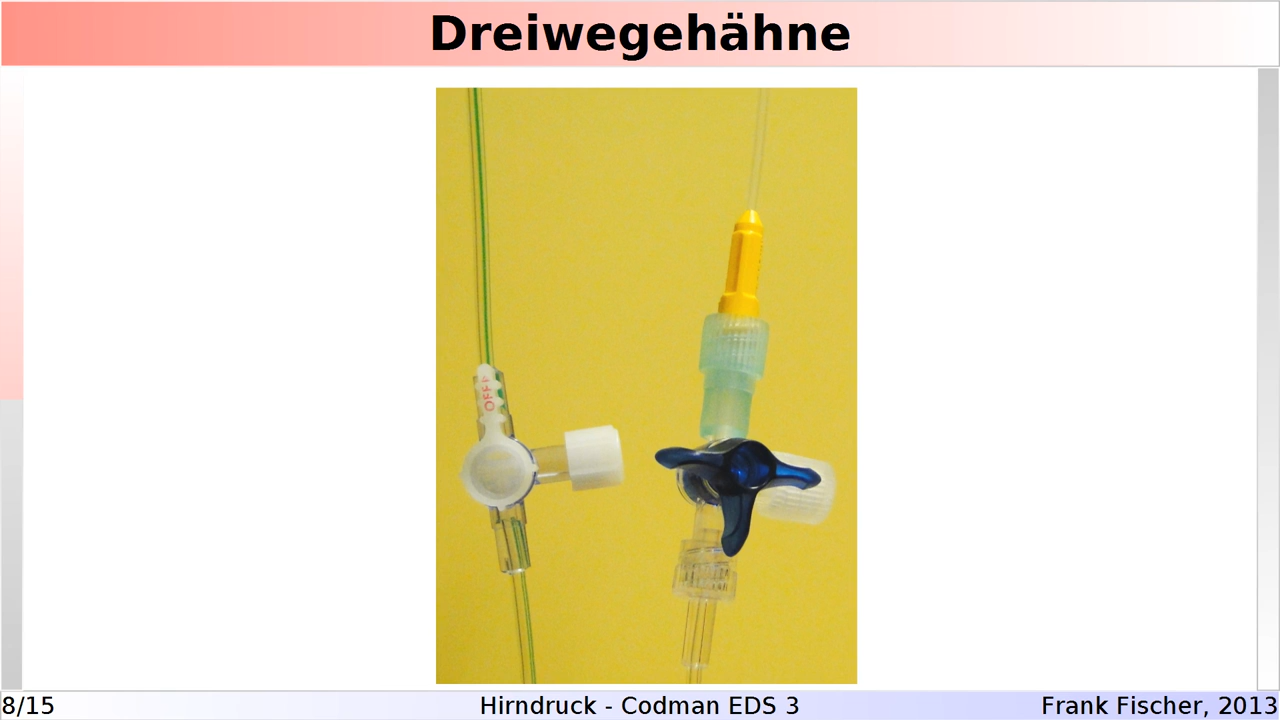 Dreiwegehähne
OFF
8/15
Hirndruck - Codman EDS 3
Frank Fischer, 2013